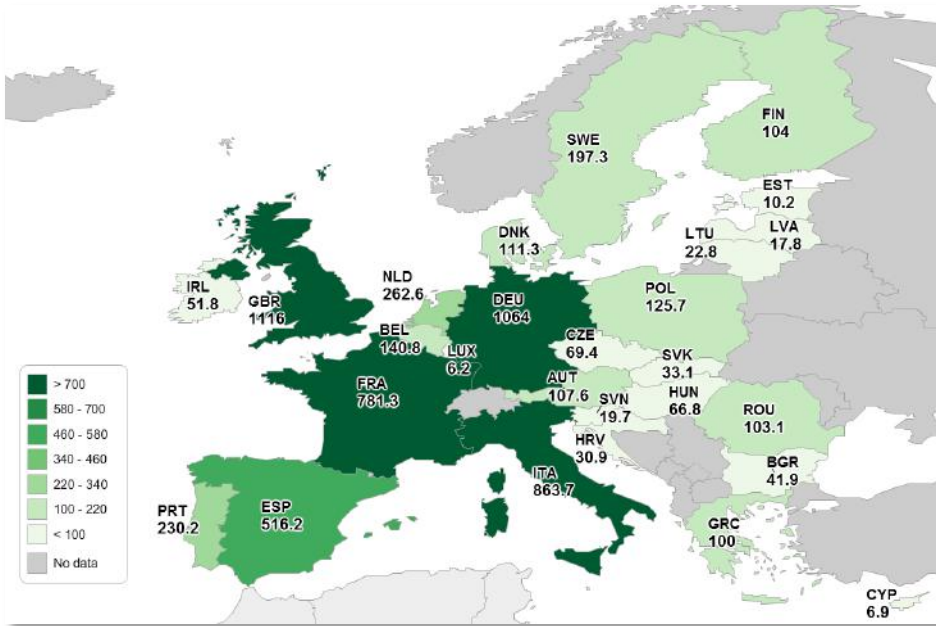 FIN
104
SWE
197.3
EST
10.2
LVA
17.8
LTU
22.8
DNK
111.3
NLD
262.6
IRL
51.8
GBR
1116
DEU
1064
POL
125.7
BEL
140.8
LUX
6.2
CZE
69.4
SVK
33.1
FRA
781.3
AUT
107.6
HUN
66.8
SVN
19.7
ROU
103.1
HRV
30.9
BGR
41.9
ITA
863.7
PRT
230.2
ESP
516.2
GRC
100
CYP
6.9
> 700
580 - 700
460 - 580
340 - 460
220 - 340
100 - 220
< 100
No data